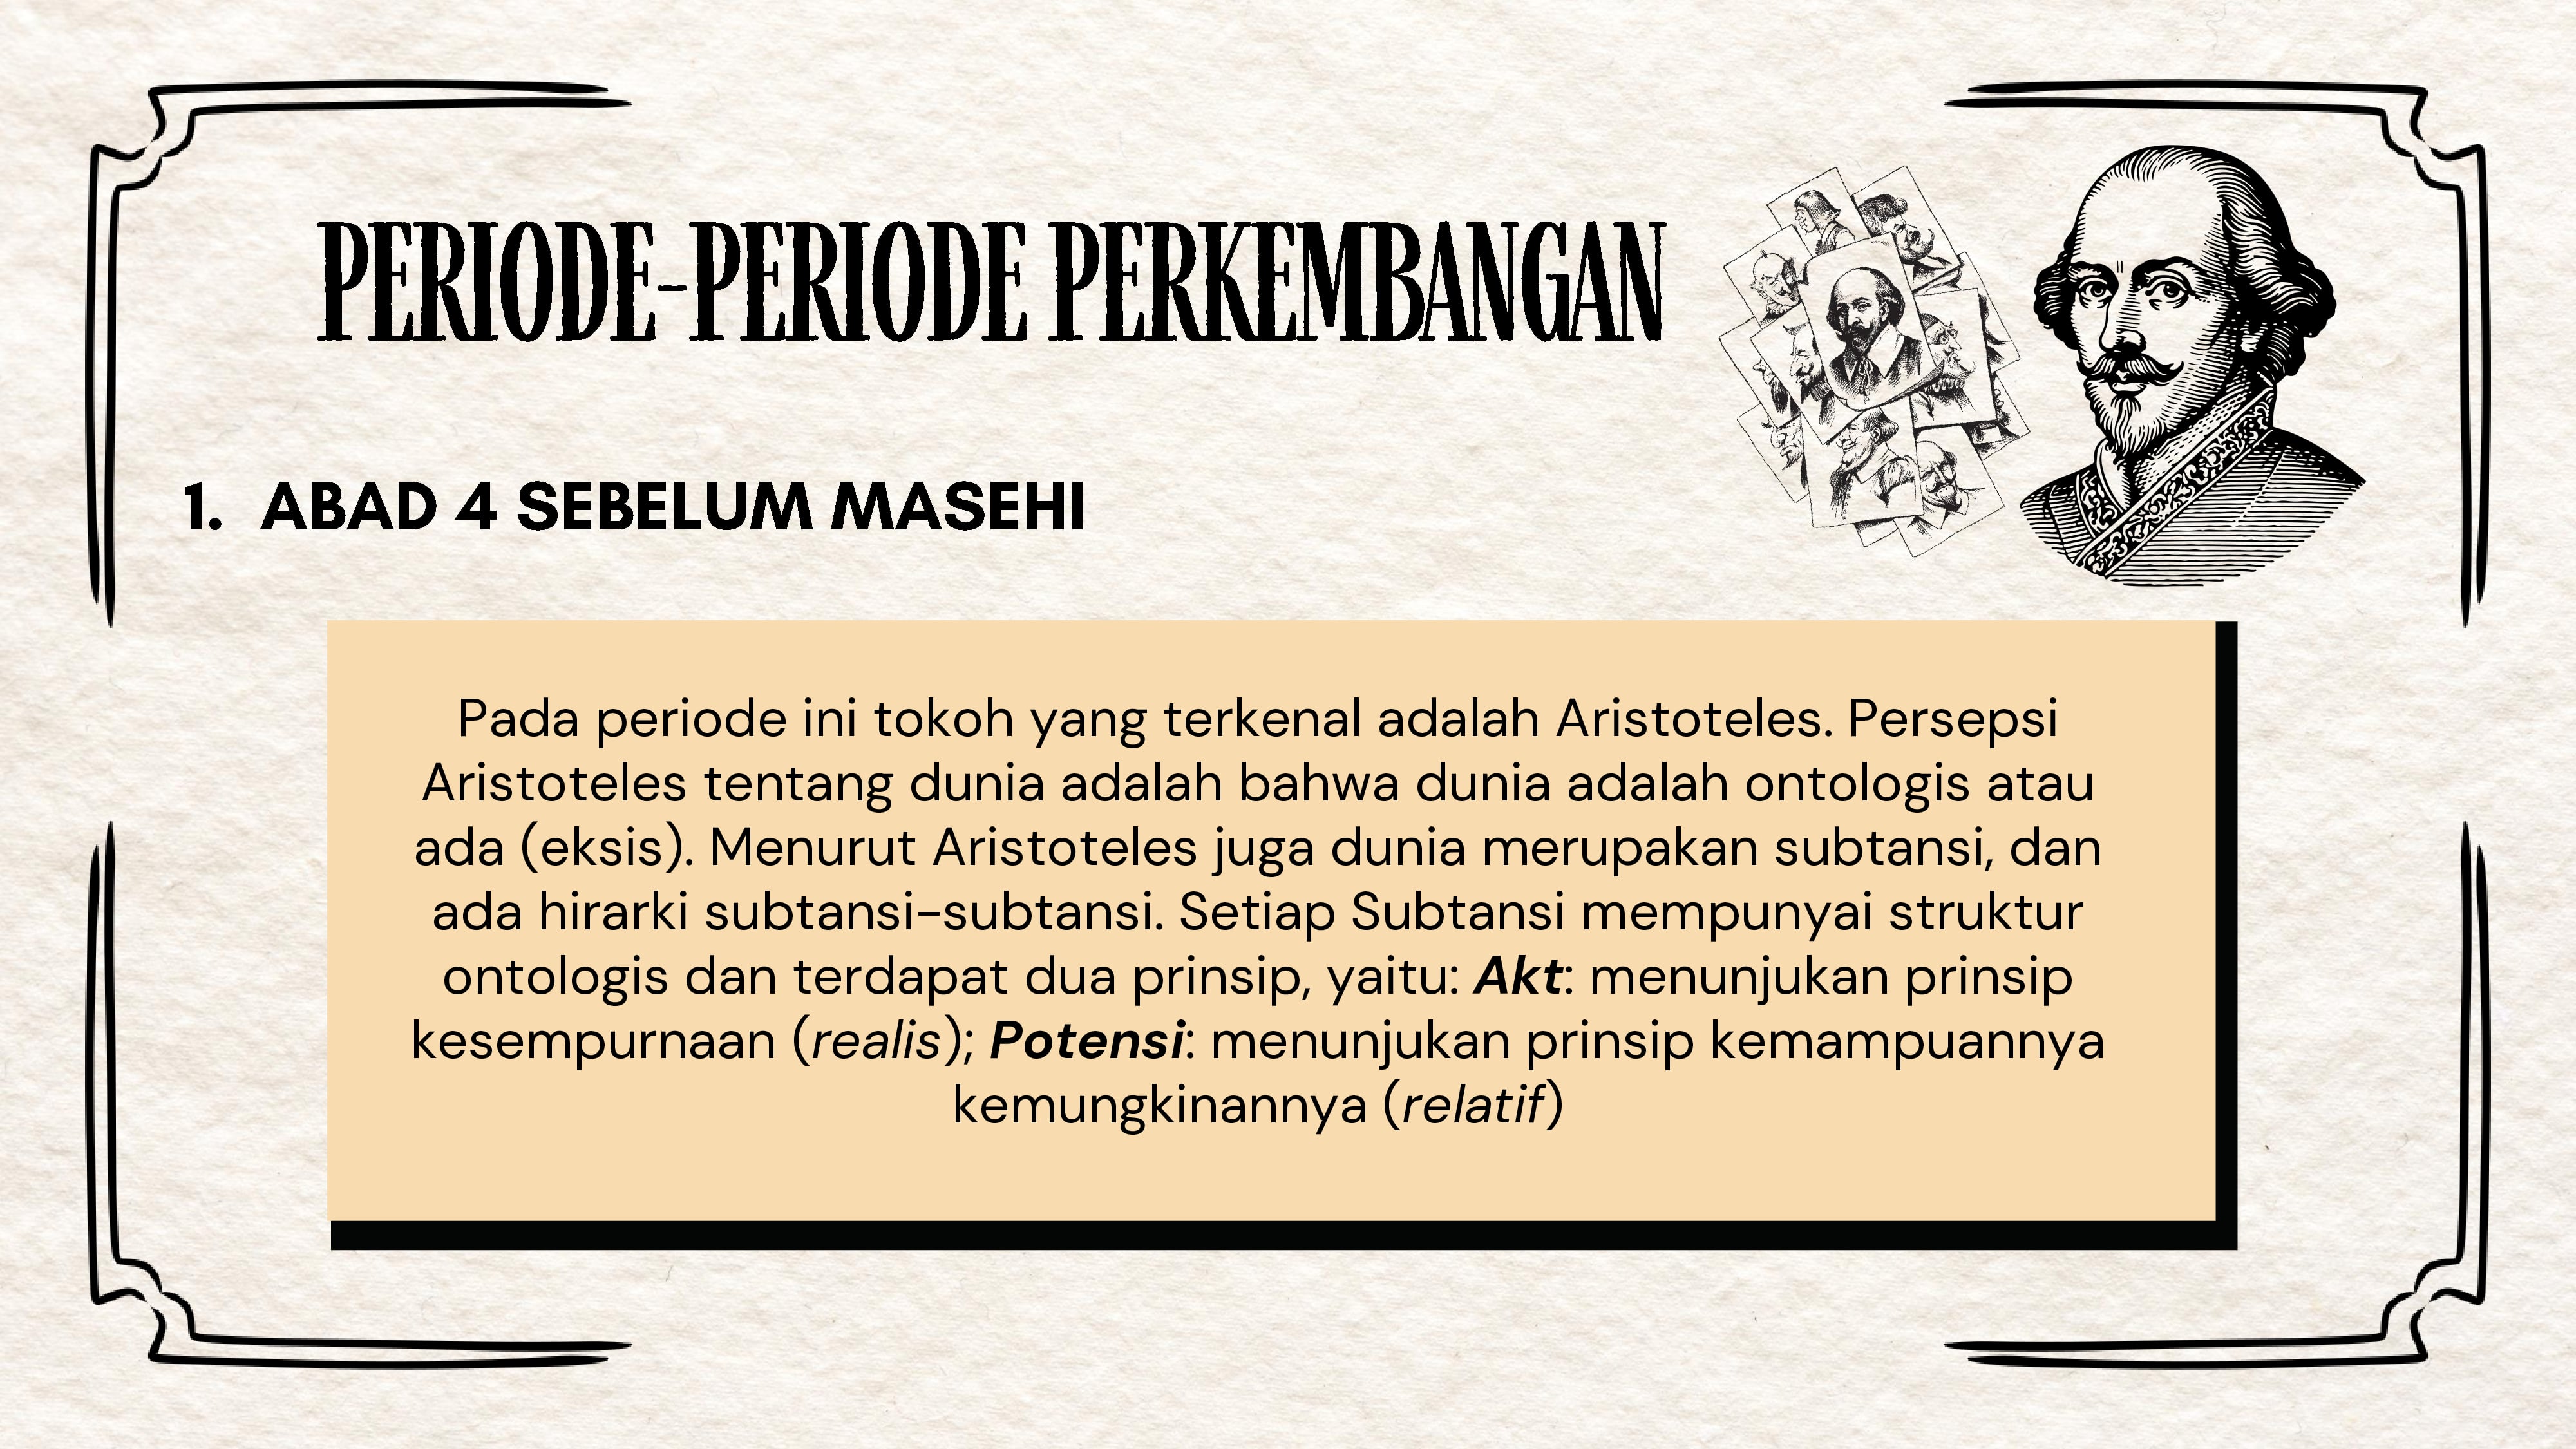 PERIODE-PERIODE PERKEMBANGAN
1. ABAD 4 SEBELUM MASEHI
Pada periode ini tokoh yang terkenal adalah Aristoteles. Persepsi
Aristoteles tentang dunia adalah bahwa dunia adalah ontologis atau
ada (eksis). Menurut Aristoteles juga dunia merupakan subtansi, dan
ada hirarki subtansi-subtansi. Setiap Subtansi mempunyai struktur
ontologis dan terdapat dua prinsip, yaitu: Akt: menunjukan prinsip
kesempurnaan (realis); Potensi: menunjukan prinsip kemampuannya
kemungkinannya (relatif)